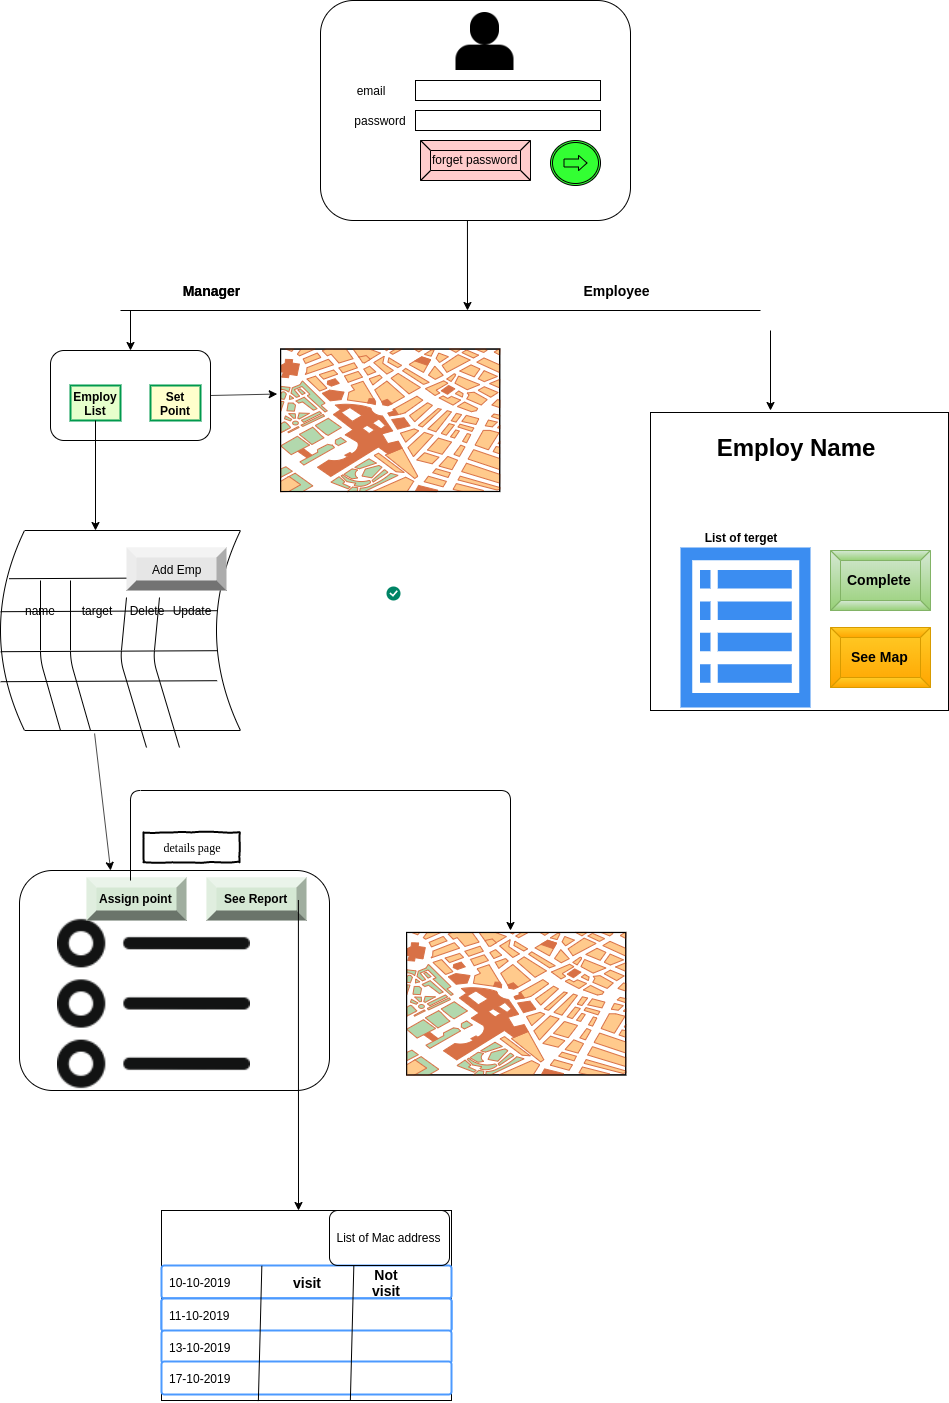 email
password
forget password
Manager
Employee
Employ
List
Set
Point
Employ Name
List of terget
Complete
See Map
Add Emp
name target Delete Update
details page
Assign point
See Report
List of Mac address
10-10-2019 visit Not
visit
11-10-2019
13-10-2019
17-10-2019